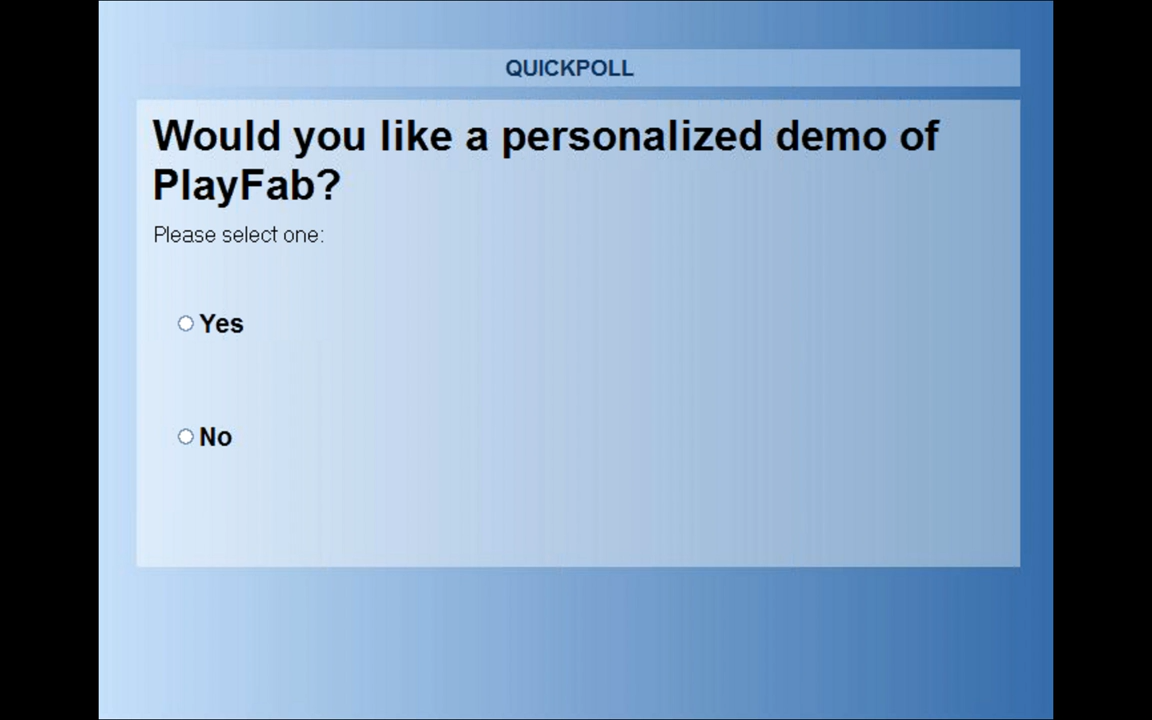 QUICKPOLL
Would you like a personalized demo of
PlayFab?
Please select one:
Yes
No